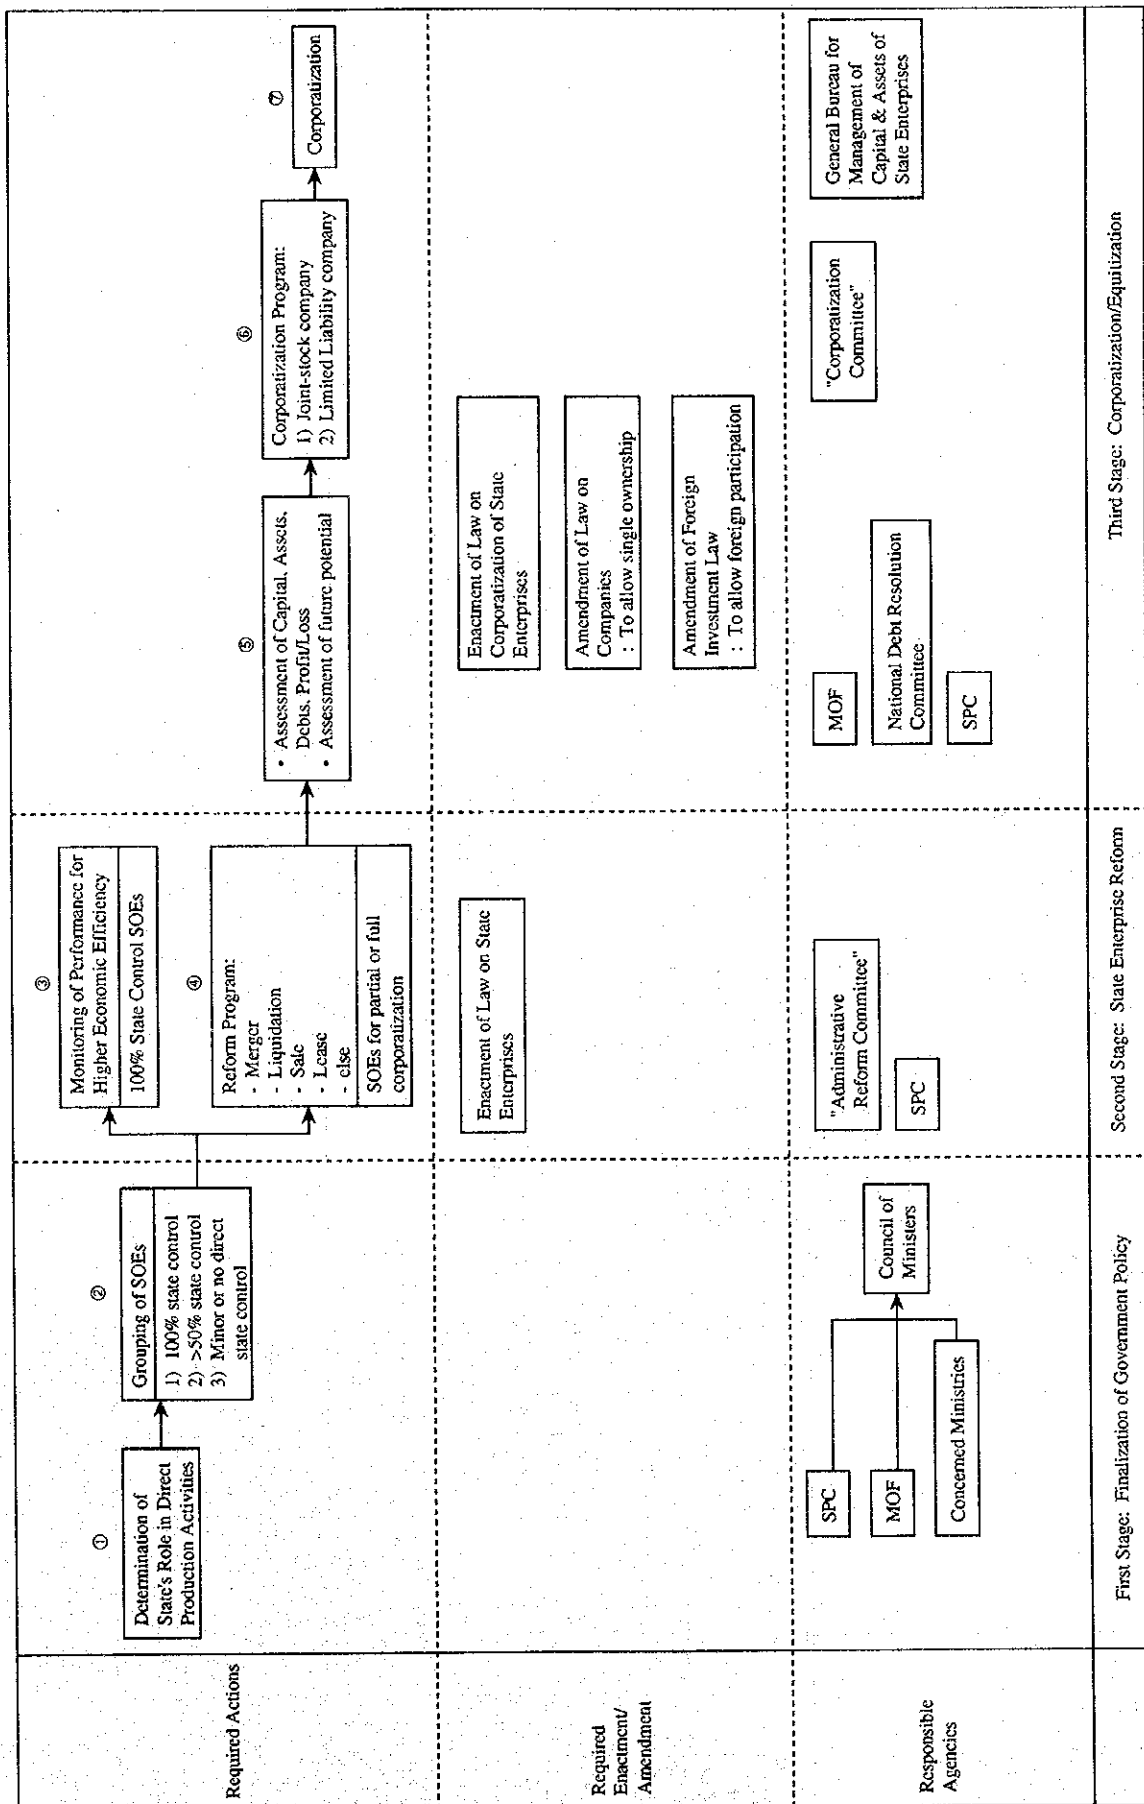 Required Actions
①
Determination of
State's Role in Direct
Production Activities
②
Grouping of SOEs
1) 100% state control
2) >50% state control
3) Minor or no direct
state control
③
Monitoring of Performance for
Higher Economic Efficiency
100% State Control SOEs
④
Reform Program:
- Merger
- Liquidation
- Sale
- Lease
- else
SOEs for partial or full
corporatization
⑤
• Assessment of Capital, Assets,
Debts, Profit/Loss
• Assessment of future potential
⑥
Corporatization Program:
1) Joint-stock company
2) Limited Liability company
⑦
Corporatization
Required
Enactment/
Amendment
Enactment of Law on State
Enterprises
Enactment of Law on
Corporatization of State
Enterprises
Amendment of Law on
Companies
: To allow single ownership
Amendment of Foreign
Investment Law
: To allow foreign participation
Responsible
Agencies
SPC
MOF
Concerned Ministries
Council of
Ministers
"Administrative
Reform Committee"
SPC
MOF
National Debt Resolution
Committee
SPC
"Corporatization
Committee"
General Bureau for
Management of
Capital & Assets of
State Enterprises
First Stage: Finalization of Government Policy
Second Stage: State Enterprise Reform
Third Stage: Corporatization/Equitization